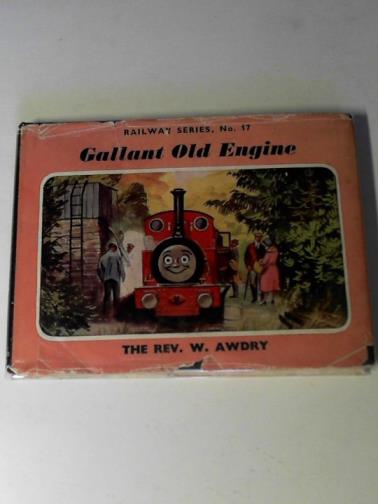 RAILWAY SERIES, No. 17
Gallant Old Engine
THE REV. W. AWDRY